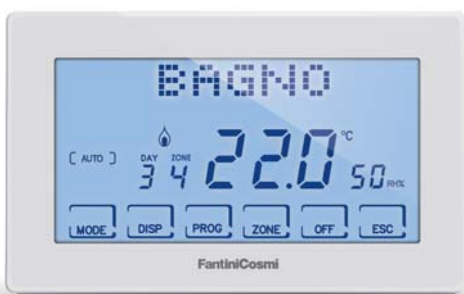 BAGNO
[ AUTO ] DAY 3 ZONE 4 22.0 °C 50 RH%
MODE DISP PROG ZONE OFF ESC
FantiniCosmi